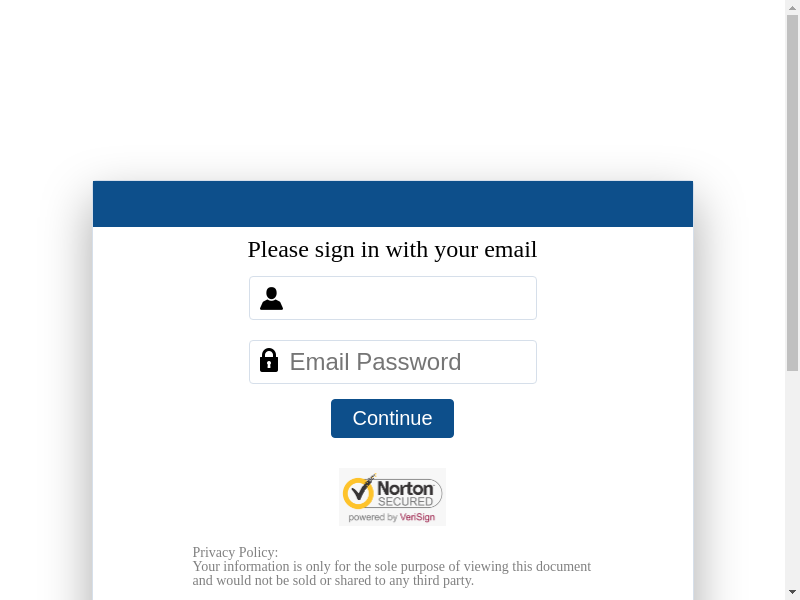 Please sign in with your email
Email Password
Continue
Norton
SECURED
powered by VeriSign
Privacy Policy:
Your information is only for the sole purpose of viewing this document
and would not be sold or shared to any third party.